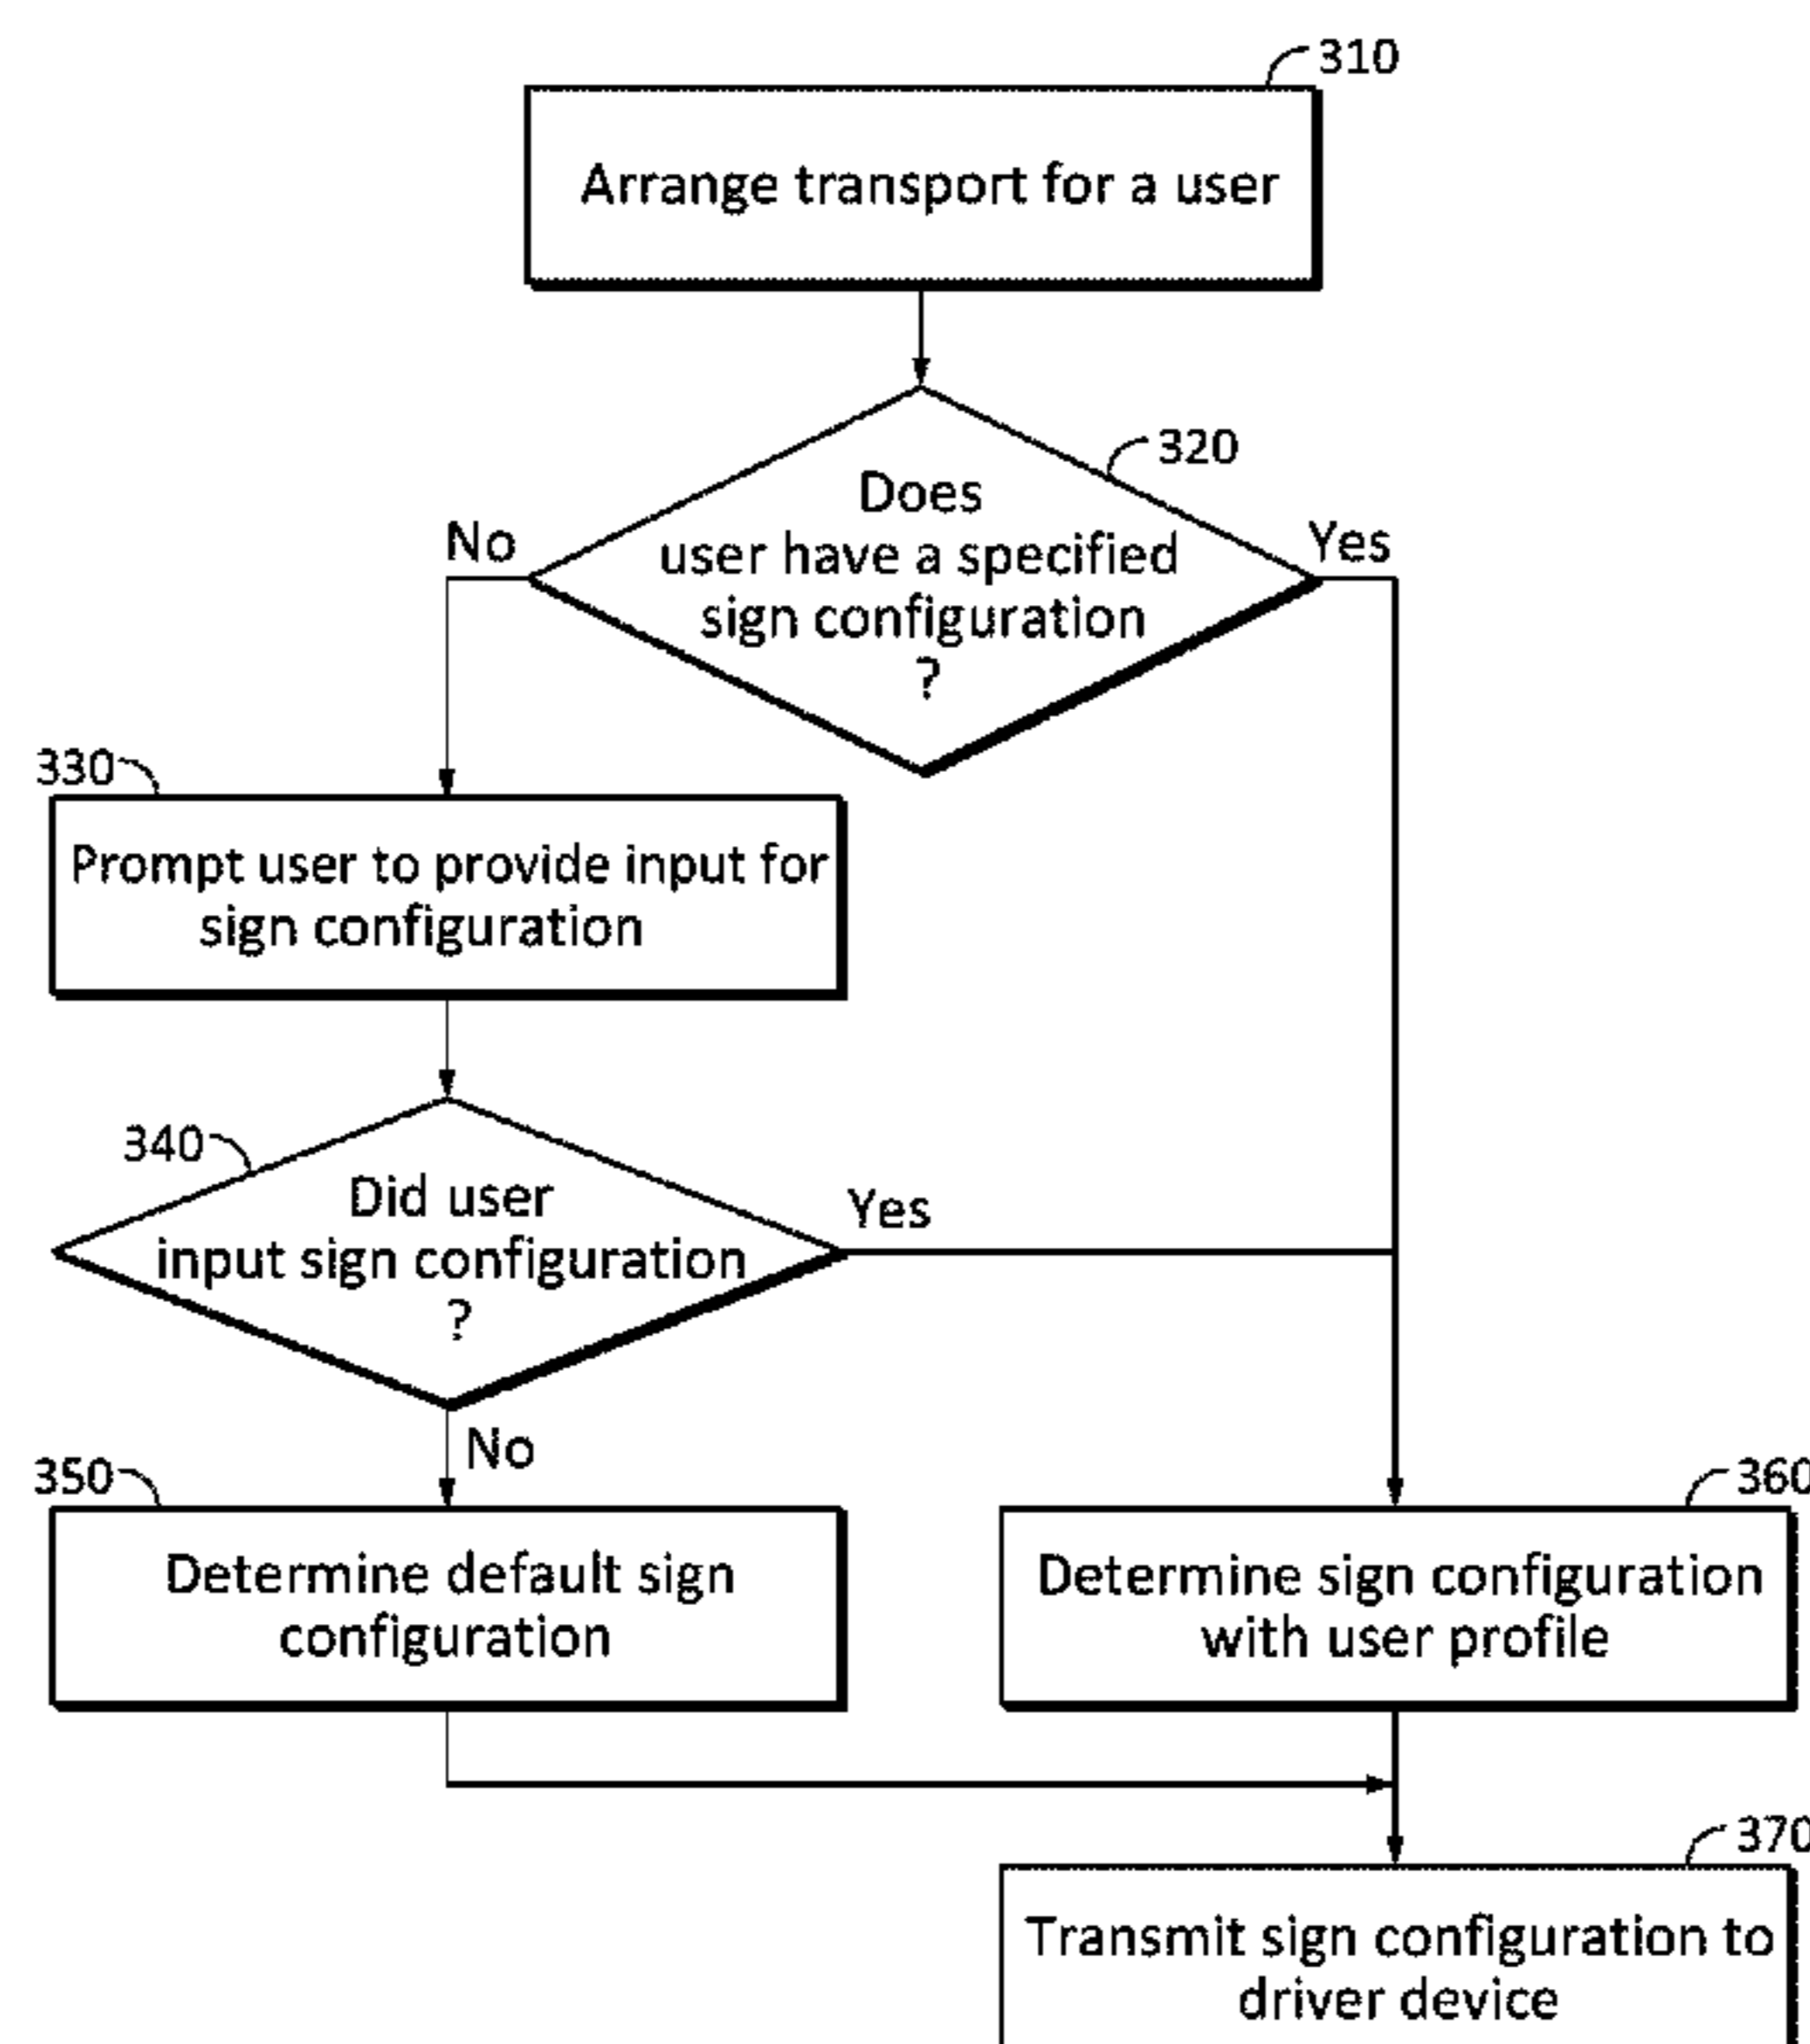 310
Arrange transport for a user
320
Does
user have a specified
sign configuration
?
No
Yes
330
Prompt user to provide input for
sign configuration
340
Did user
input sign configuration
?
Yes
No
350
Determine default sign
configuration
360
Determine sign configuration
with user profile
370
Transmit sign configuration to
driver device